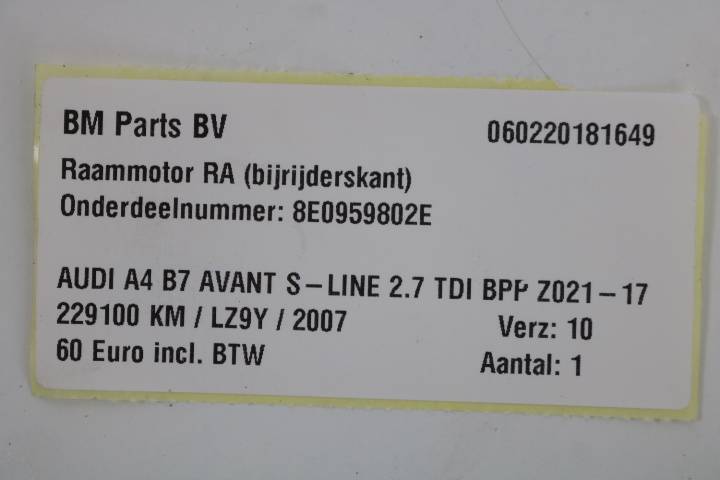 BM Parts BV 060220181649
Raammotor RA (bijrijderskant)
Onderdeelnummer: 8E0959802E
AUDI A4 B7 AVANT S-LINE 2.7 TDI BPP Z021-17
229100 KM / LZ9Y / 2007 Verz: 10
60 Euro incl. BTW Aantal: 1